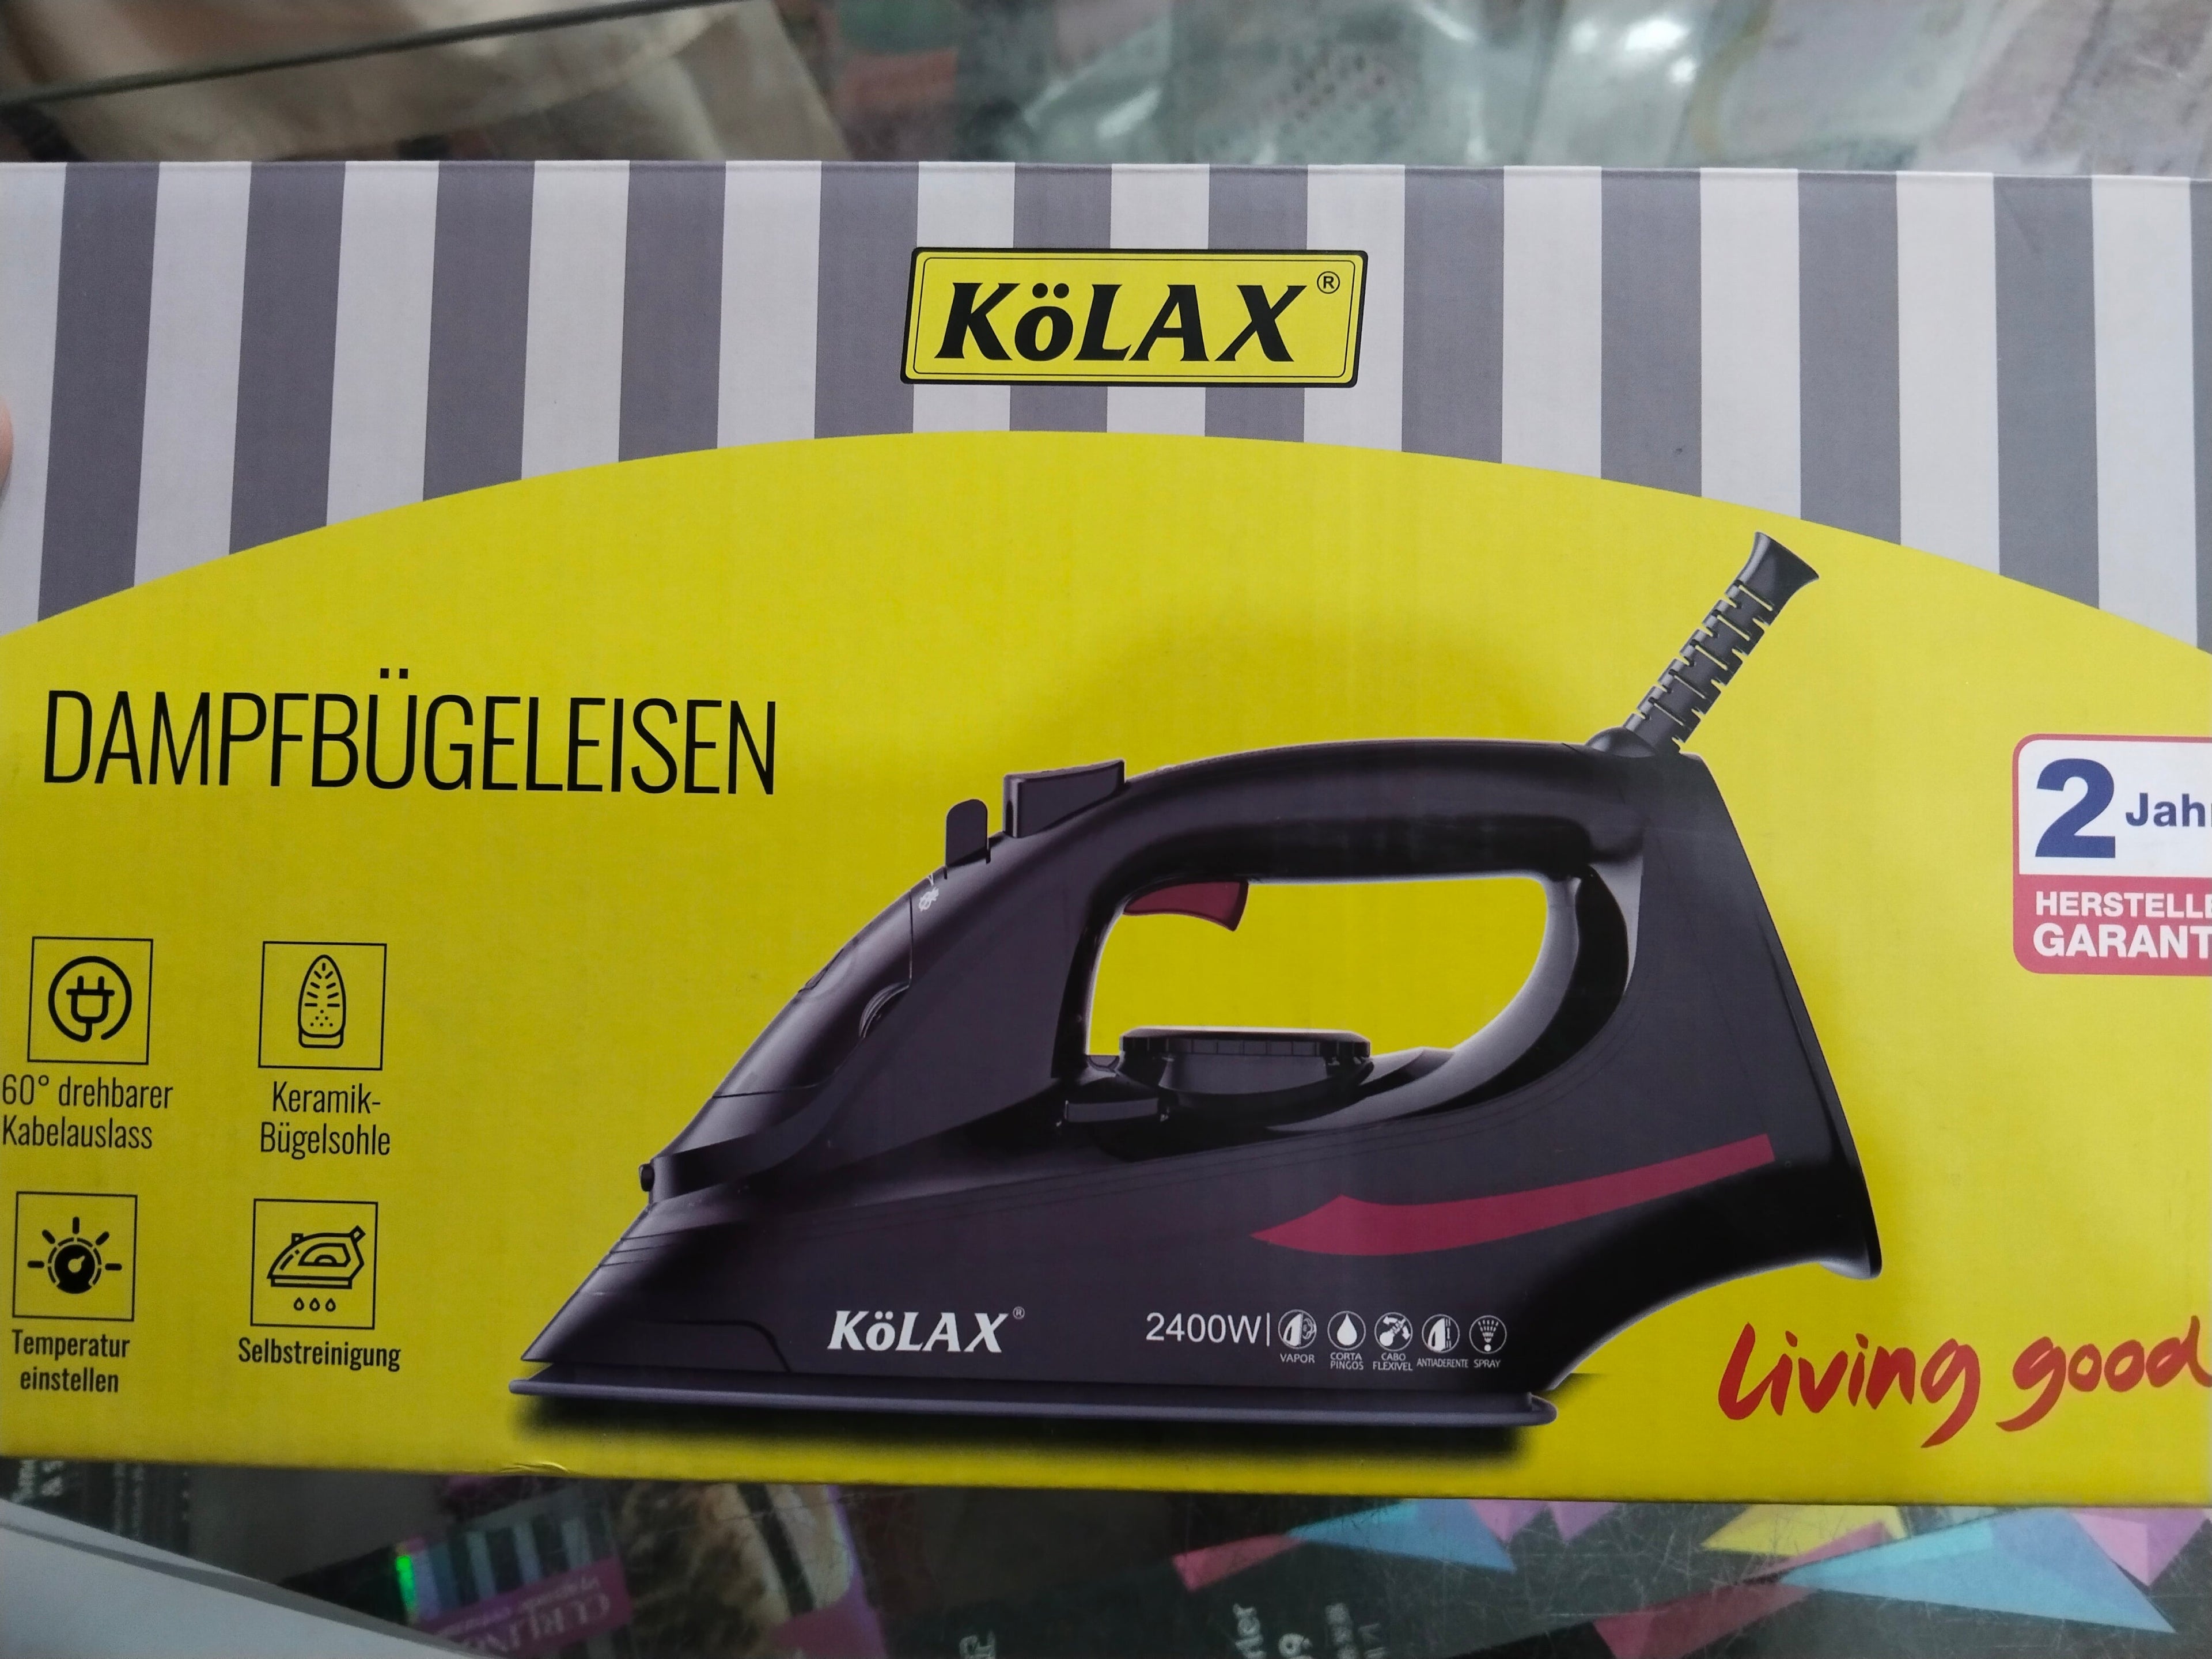 KöLAX®
DAMPFBÜGELEISEN
2 Jah
HERSTELLE
GARANT
60° drehbarer
Kabelauslass
Keramik-
Bügelsohle
Temperatur
einstellen
Selbstreinigung
KöLAX®
2400W
VAPOR
CORTA
PINGOS
CABO
FLEXIVEL
ANTIADERENTE
SPRAY
Living good